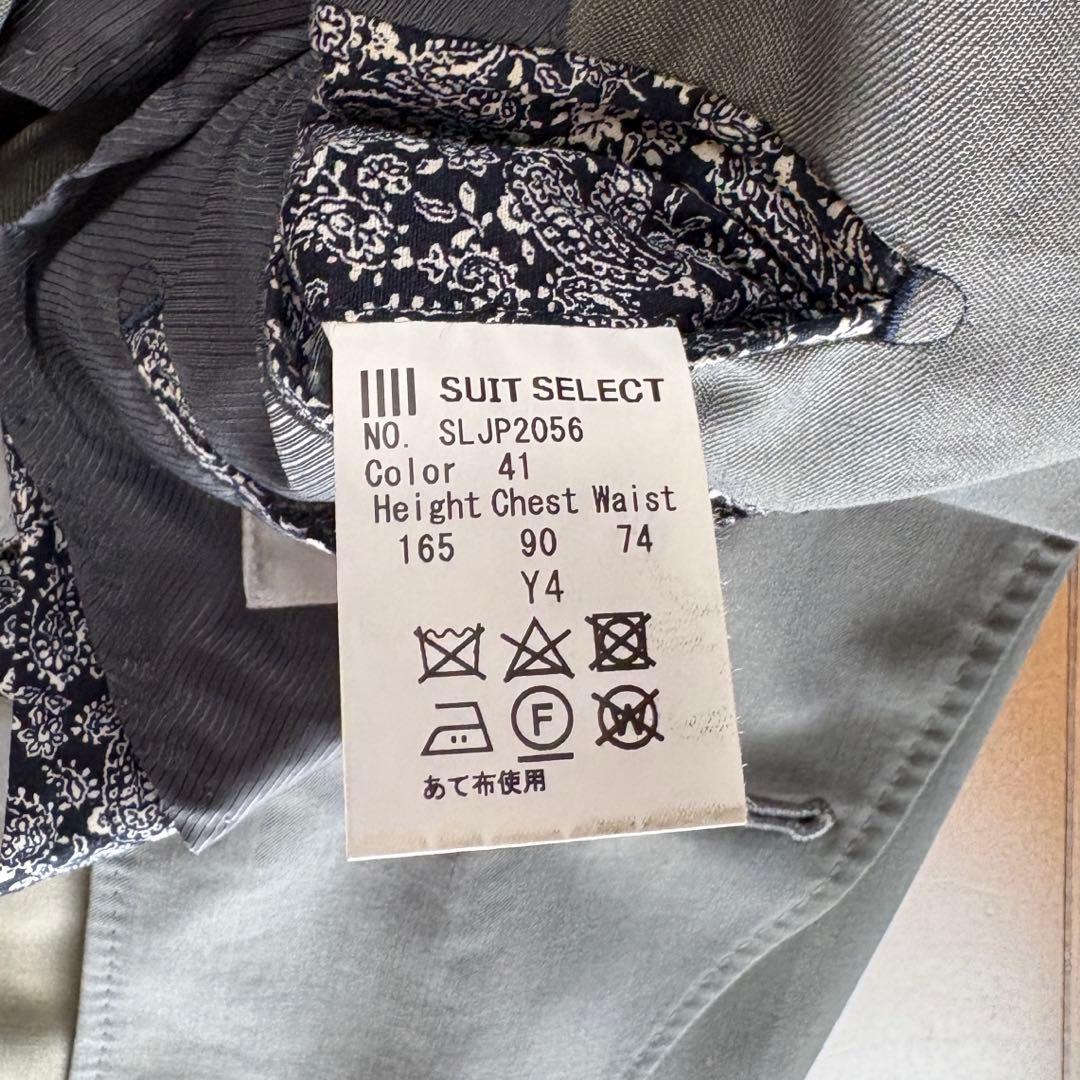 SUIT SELECT
NO. SLJP2056
Color 41
Height Chest Waist
165 90 74
Y4
F
W
あて布使用